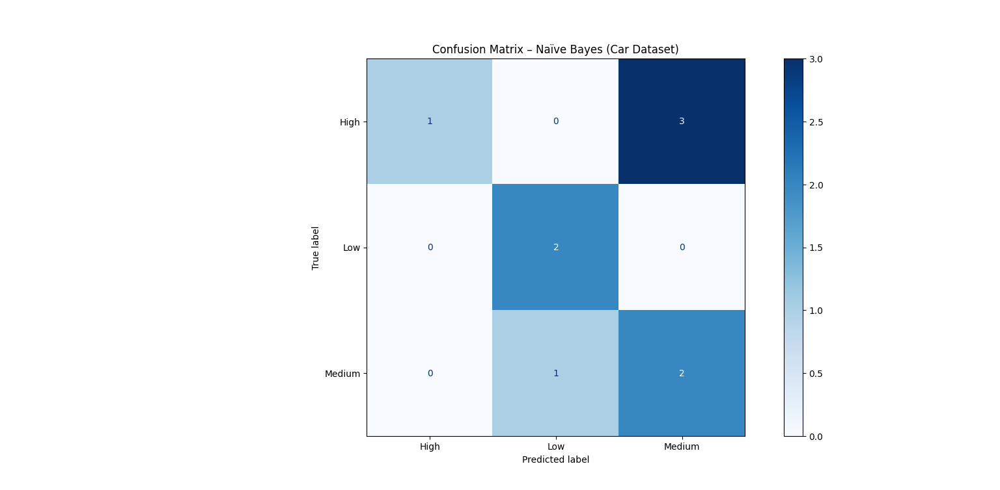 Confusion Matrix – Naïve Bayes (Car Dataset)
True label
High
1 0 3
Low
0 2 0
Medium
0 1 2
High Low Medium
Predicted label
3.0
2.5
2.0
1.5
1.0
0.5
0.0